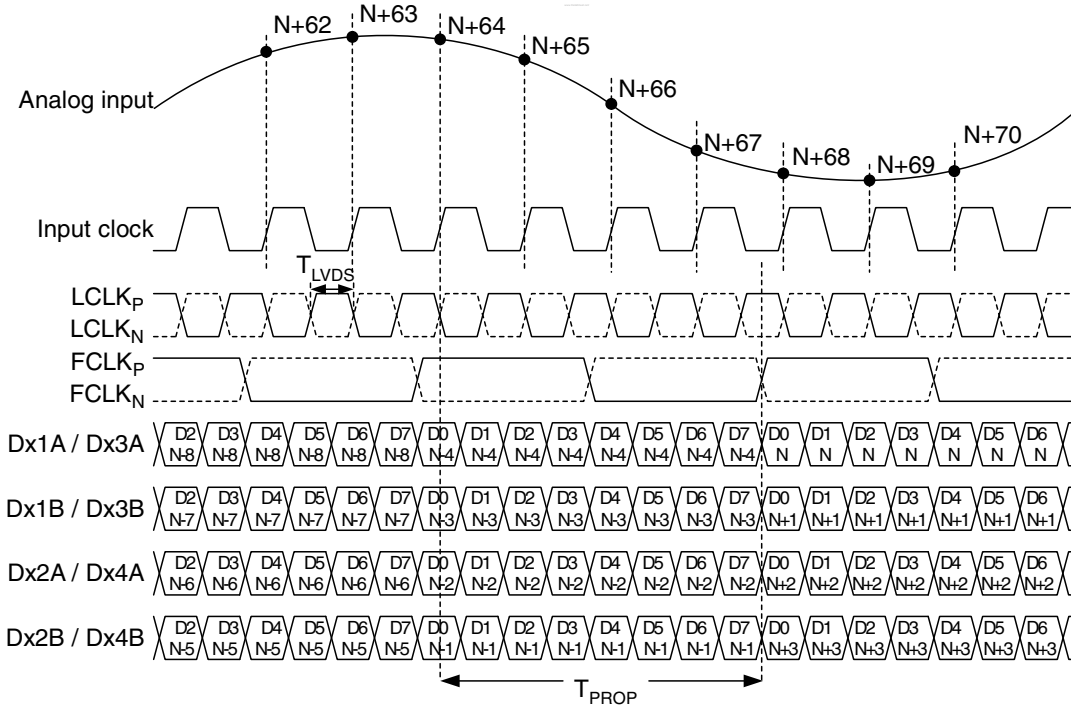 N+62
N+63
N+64
N+65
N+66
N+67
N+68
N+69
N+70
Analog input
Input clock
TLVDS
LCLKP
LCLKN
FCLKP
FCLKN
Dx1A / Dx3A
D2 D3 D4 D5 D6 D7 D0 D1 D2 D3 D4 D5 D6 D7 D0 D1 D2 D3 D4 D5 D6
N-8 N-8 N-8 N-8 N-8 N-8 N-4 N-4 N-4 N-4 N-4 N-4 N-4 N-4 N N N N N N N
Dx1B / Dx3B
D2 D3 D4 D5 D6 D7 D0 D1 D2 D3 D4 D5 D6 D7 D0 D1 D2 D3 D4 D5 D6
N-7 N-7 N-7 N-7 N-7 N-7 N-3 N-3 N-3 N-3 N-3 N-3 N-3 N-3 N+1 N+1 N+1 N+1 N+1 N+1 N+1
Dx2A / Dx4A
D2 D3 D4 D5 D6 D7 D0 D1 D2 D3 D4 D5 D6 D7 D0 D1 D2 D3 D4 D5 D6
N-6 N-6 N-6 N-6 N-6 N-6 N-2 N-2 N-2 N-2 N-2 N-2 N-2 N-2 N+2 N+2 N+2 N+2 N+2 N+2 N+2
Dx2B / Dx4B
D2 D3 D4 D5 D6 D7 D0 D1 D2 D3 D4 D5 D6 D7 D0 D1 D2 D3 D4 D5 D6
N-5 N-5 N-5 N-5 N-5 N-5 N-1 N-1 N-1 N-1 N-1 N-1 N-1 N-1 N+3 N+3 N+3 N+3 N+3 N+3 N+3
TPROP